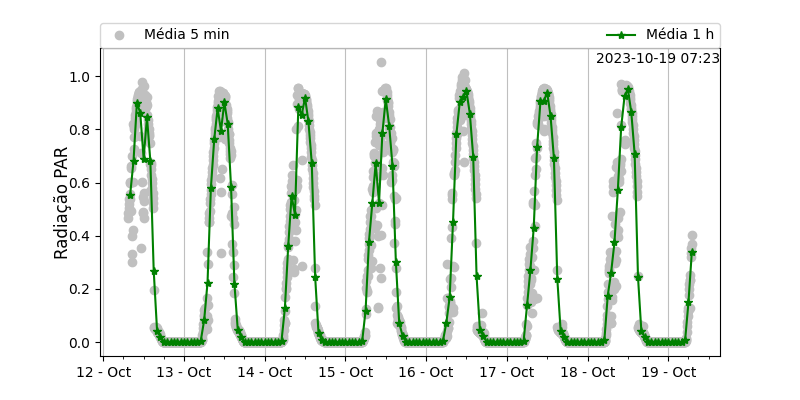 Média 5 min
Média 1 h
2023-10-19 07:23
Radiação PAR
1.0
0.8
0.6
0.4
0.2
0.0
12 - Oct
13 - Oct
14 - Oct
15 - Oct
16 - Oct
17 - Oct
18 - Oct
19 - Oct